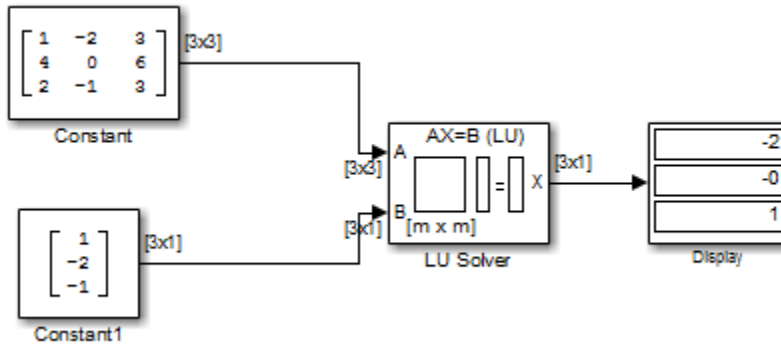 1 −2 3
4 0 6
2 −1 3
[3x3]
Constant
AX=B (LU)
A
[3x3]
B
[3x1]
=
X
[m x m]
LU Solver
[3x1]
-2
-0
1
Display
1
−2
−1
[3x1]
Constant1